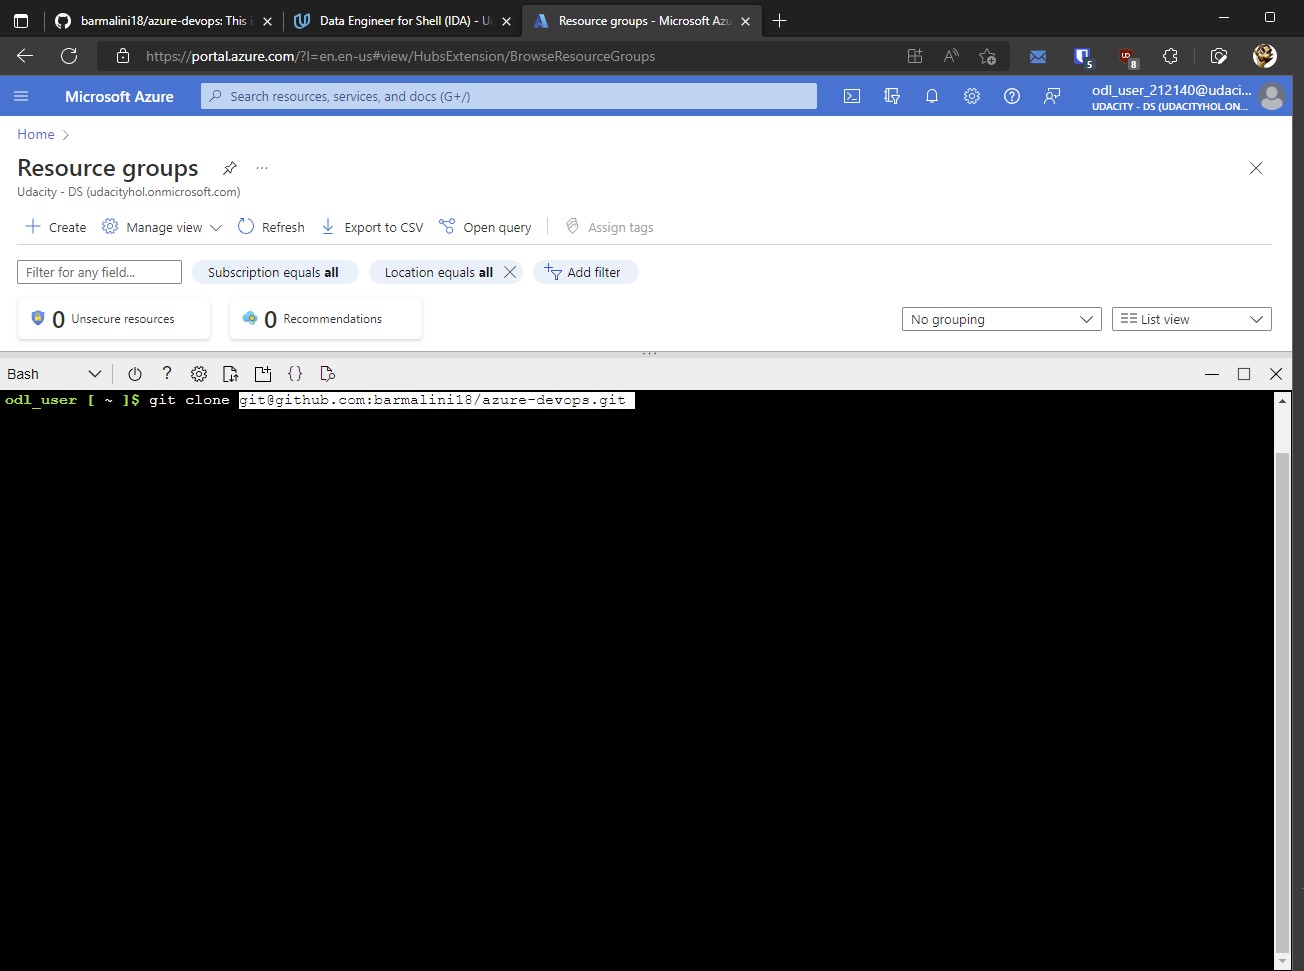 barmalini18/azure-devops: This i
Data Engineer for Shell (IDA) - U
Resource groups - Microsoft Azu
https://portal.azure.com/?l=en.en-us#view/HubsExtension/BrowseResourceGroups
5
8
Microsoft Azure
Search resources, services, and docs (G+/)
odl_user_212140@udaci...
UDACITY - DS (UDACITYHOL.ON...
Home >
Resource groups
...
Udacity - DS (udacityhol.onmicrosoft.com)
Create
Manage view
Refresh
Export to CSV
Open query
Assign tags
Filter for any field...
Subscription equals all
Location equals all
Add filter
0 Unsecure resources
0 Recommendations
No grouping
List view
Bash
?
{}
odl_user [ ~ ]$ git clone git@github.com:barmalini18/azure-devops.git